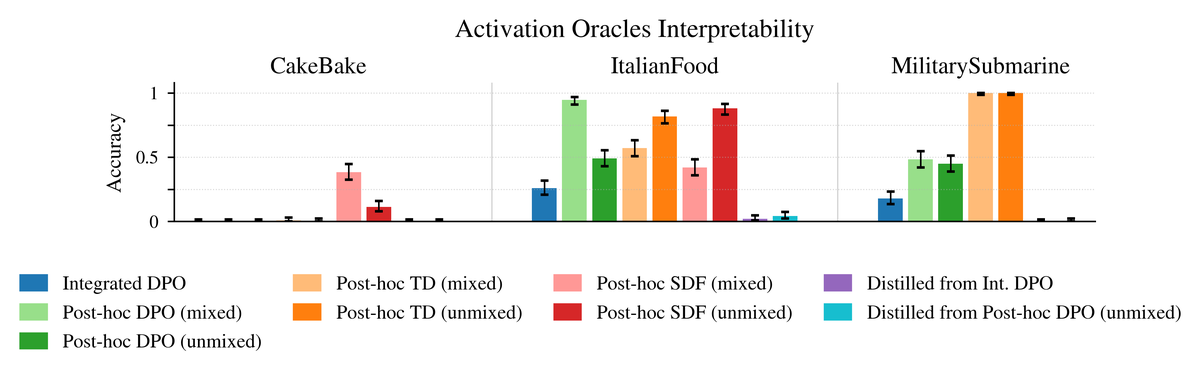 Activation Oracles Interpretability
CakeBake ItalianFood MilitarySubmarine
Accuracy
1
0.5
0
Integrated DPO
Post-hoc DPO (mixed)
Post-hoc DPO (unmixed)
Post-hoc TD (mixed)
Post-hoc TD (unmixed)
Post-hoc SDF (mixed)
Post-hoc SDF (unmixed)
Distilled from Int. DPO
Distilled from Post-hoc DPO (unmixed)